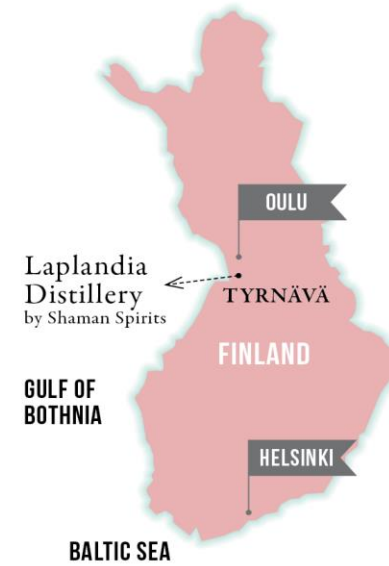 OULU
Laplandia
Distillery
by Shaman Spirits
TYRNÄVÄ
FINLAND
GULF OF
BOTHNIA
HELSINKI
BALTIC SEA